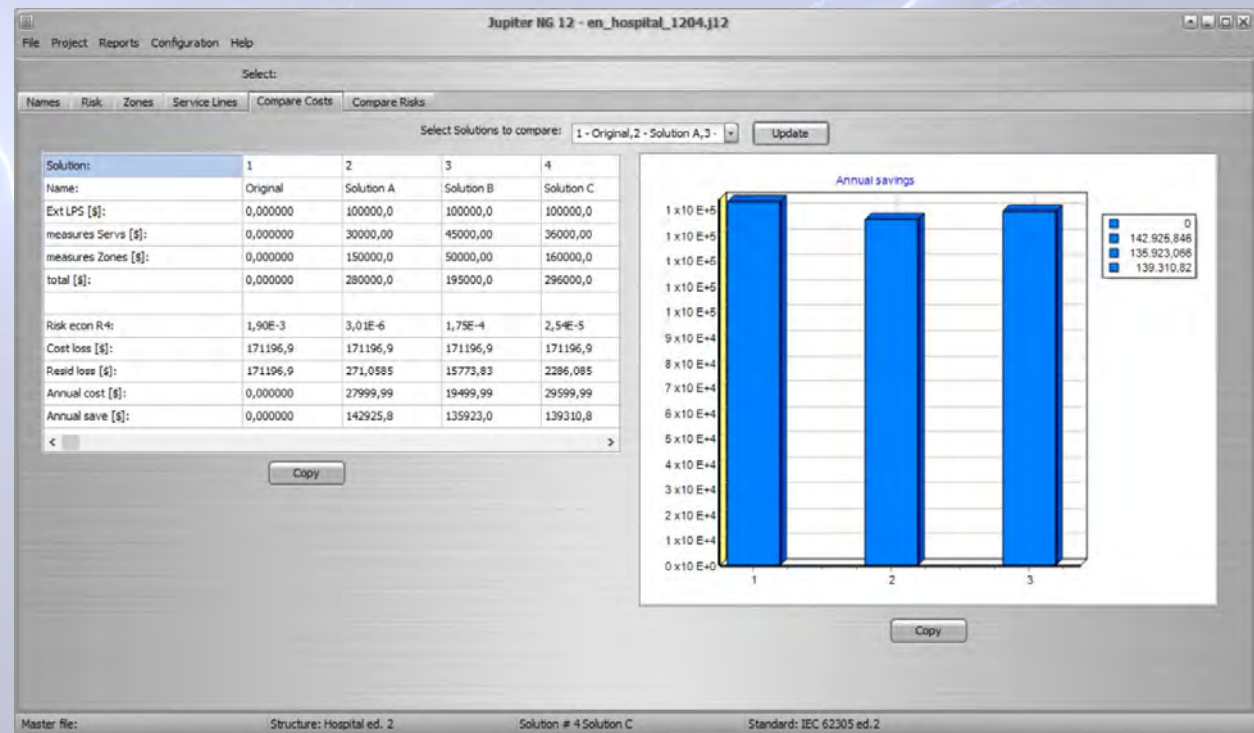 Jupiter NG 12 - en_hospital_1204.j12
File Project Reports Configuration Help
Select:
Names Risk Zones Service Lines Compare Costs Compare Risks
Select Solutions to compare: 1 - Original,2 - Solution A,3 - Update
Solution: 1 2 3 4
Name: Original Solution A Solution B Solution C
Ext LPS [$]: 0,000000 100000,0 100000,0 100000,0
measures Servs [$]: 0,000000 30000,00 45000,00 36000,00
measures Zones [$]: 0,000000 150000,0 50000,00 160000,0
total [$]: 0,000000 280000,0 195000,0 296000,0
Risk econ R4: 1,90E-3 3,01E-6 1,75E-4 2,54E-5
Cost loss [$]: 171196,9 171196,9 171196,9 171196,9
Resid loss [$]: 171196,9 271,0585 15773,83 2286,085
Annual cost [$]: 0,000000 27999,99 19499,99 29599,99
Annual save [$]: 0,000000 142925,8 135923,0 139310,8
Copy
Annual savings
1 x10 E+5
1 x10 E+5
1 x10 E+5
1 x10 E+5
1 x10 E+5
9 x10 E+4
8 x10 E+4
7 x10 E+4
6 x10 E+4
5 x10 E+4
4 x10 E+4
3 x10 E+4
2 x10 E+4
1 x10 E+4
0 x10 E+0
1 2 3
0
142.925,846
135.923,066
139.310,82
Copy
Master file: Structure: Hospital ed. 2 Solution # 4 Solution C Standard: IEC 62305 ed.2